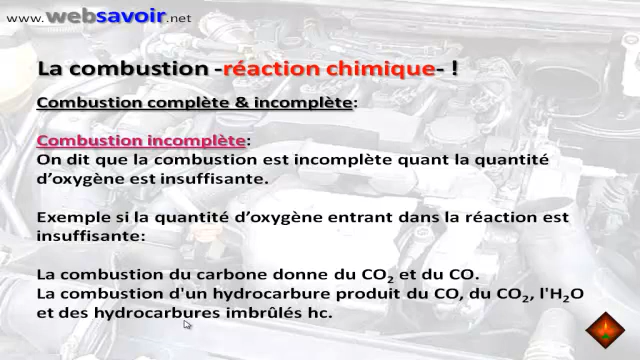 www.websavoir.net
La combustion -réaction chimique- !
Combustion complète & incomplète:
Combustion incomplète:
On dit que la combustion est incomplète quant la quantité
d'oxygène est insuffisante.
Exemple si la quantité d'oxygène entrant dans la réaction est
insuffisante:
La combustion du carbone donne du CO₂ et du CO.
La combustion d'un hydrocarbure produit du CO, du CO₂, l'H₂O
et des hydrocarbures imbrûlés hc.